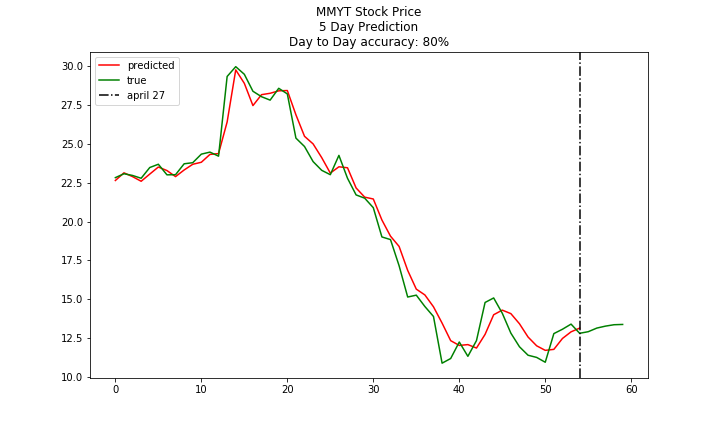 MMYT Stock Price
5 Day Prediction
Day to Day accuracy: 80%
predicted
true
april 27
30.0
27.5
25.0
22.5
20.0
17.5
15.0
12.5
10.0
0 10 20 30 40 50 60